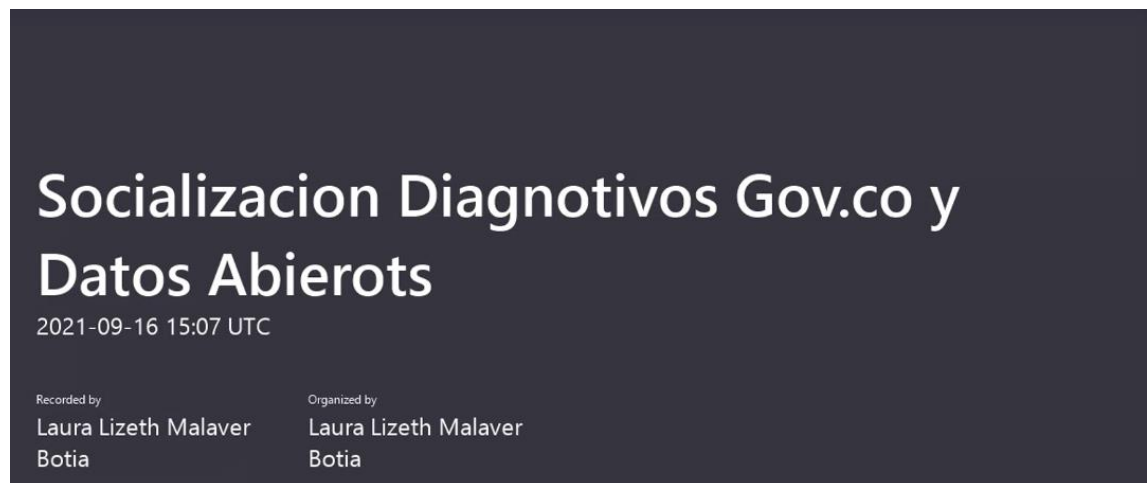 Socializacion Diagnotivos Gov.co y
Datos Abierots
2021-09-16 15:07 UTC
Recorded by
Organized by
Laura Lizeth Malaver
Botia
Laura Lizeth Malaver
Botia